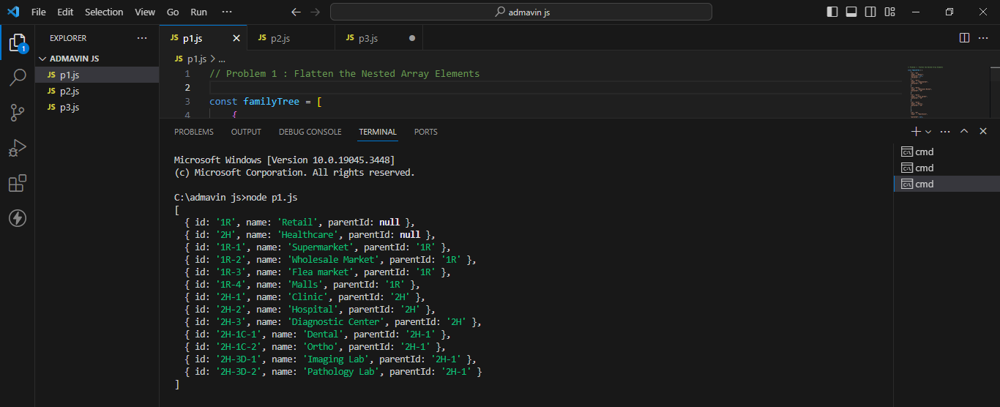 File Edit Selection View Go Run ··· admavin js
EXPLORER ···
ADMAVIN JS
JS p1.js
JS p2.js
JS p3.js
1
JS p1.js JS p2.js JS p3.js
JS p1.js > ...
1 // Problem 1 : Flatten the Nested Array Elements
2
3 const familyTree = [
4 {
PROBLEMS OUTPUT DEBUG CONSOLE TERMINAL PORTS
Microsoft Windows [Version 10.0.19045.3448]
(c) Microsoft Corporation. All rights reserved.
C:\admavin js>node p1.js
[
{ id: '1R', name: 'Retail', parentId: null },
{ id: '2H', name: 'Healthcare', parentId: null },
{ id: '1R-1', name: 'Supermarket', parentId: '1R' },
{ id: '1R-2', name: 'Wholesale Market', parentId: '1R' },
{ id: '1R-3', name: 'Flea market', parentId: '1R' },
{ id: '1R-4', name: 'Malls', parentId: '1R' },
{ id: '2H-1', name: 'Clinic', parentId: '2H' },
{ id: '2H-2', name: 'Hospital', parentId: '2H' },
{ id: '2H-3', name: 'Diagnostic Center', parentId: '2H' },
{ id: '2H-1C-1', name: 'Dental', parentId: '2H-1' },
{ id: '2H-1C-2', name: 'Ortho', parentId: '2H-1' },
{ id: '2H-3D-1', name: 'Imaging Lab', parentId: '2H-1' },
{ id: '2H-3D-2', name: 'Pathology Lab', parentId: '2H-1' }
]
cmd
cmd
cmd